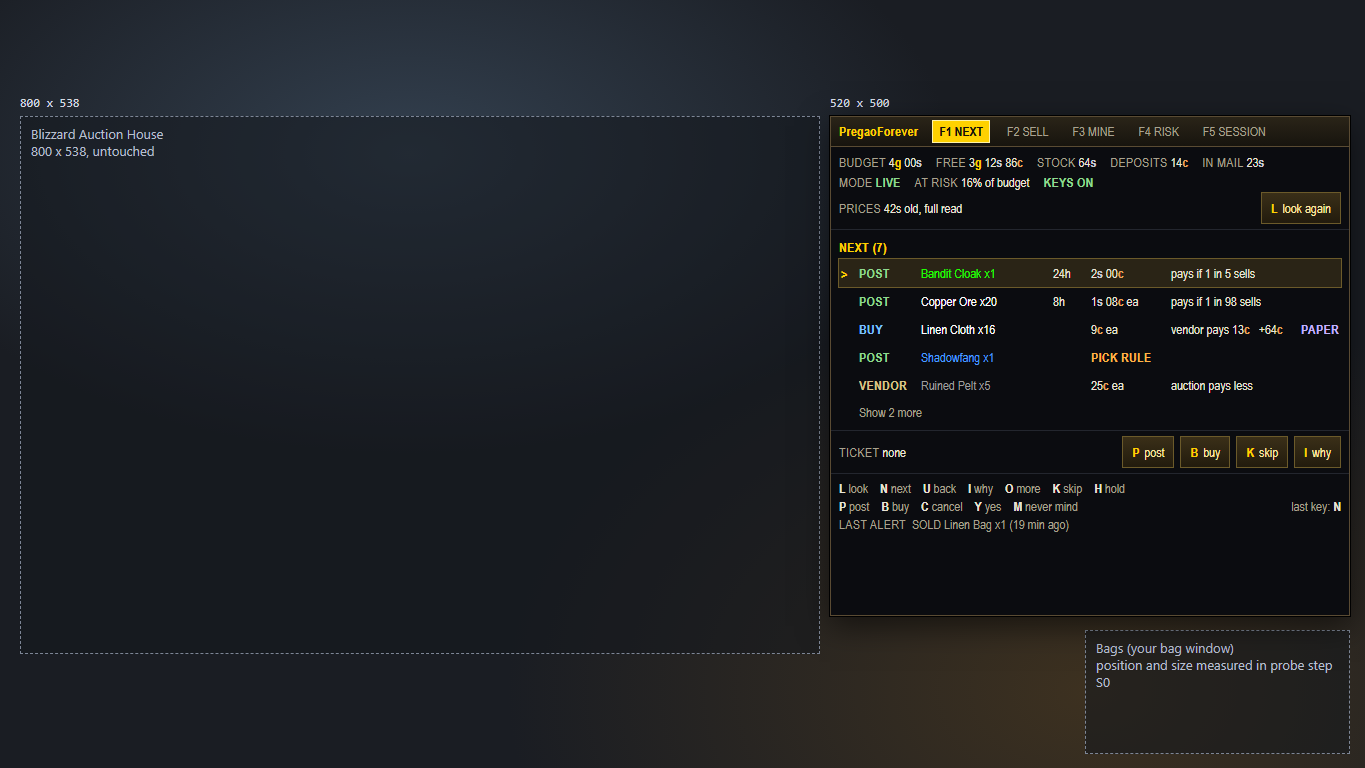 800 x 538
Blizzard Auction House
800 x 538, untouched
520 x 500
PregaoForever F1 NEXT F2 SELL F3 MINE F4 RISK F5 SESSION
BUDGET 4g 00s FREE 3g 12s 86c STOCK 64s DEPOSITS 14c IN MAIL 23s
MODE LIVE AT RISK 16% of budget KEYS ON
PRICES 42s old, full read L look again
NEXT (7)
> POST Bandit Cloak x1 24h 2s 00c pays if 1 in 5 sells
POST Copper Ore x20 8h 1s 08c ea pays if 1 in 98 sells
BUY Linen Cloth x16 9c ea vendor pays 13c +64c PAPER
POST Shadowfang x1 PICK RULE
VENDOR Ruined Pelt x5 25c ea auction pays less
Show 2 more
TICKET none P post B buy K skip I why
L look N next U back I why O more K skip H hold
P post B buy C cancel Y yes M never mind last key: N
LAST ALERT SOLD Linen Bag x1 (19 min ago)
Bags (your bag window)
position and size measured in probe step
S0